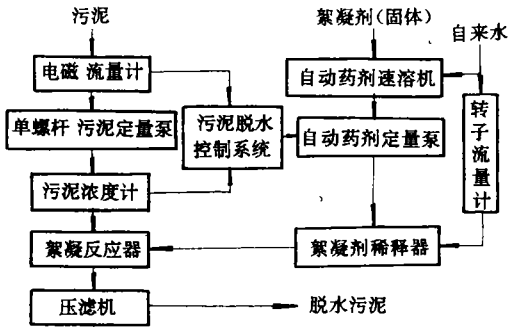 污泥
絮凝剂(固体)
自来水
电磁 流量计
自动药剂速溶机
单螺杆 污泥定量泵
污泥脱水
控制系统
自动药剂定量泵
转子流量计
污泥浓度计
絮凝反应器
絮凝剂稀释器
压滤机
脱水污泥